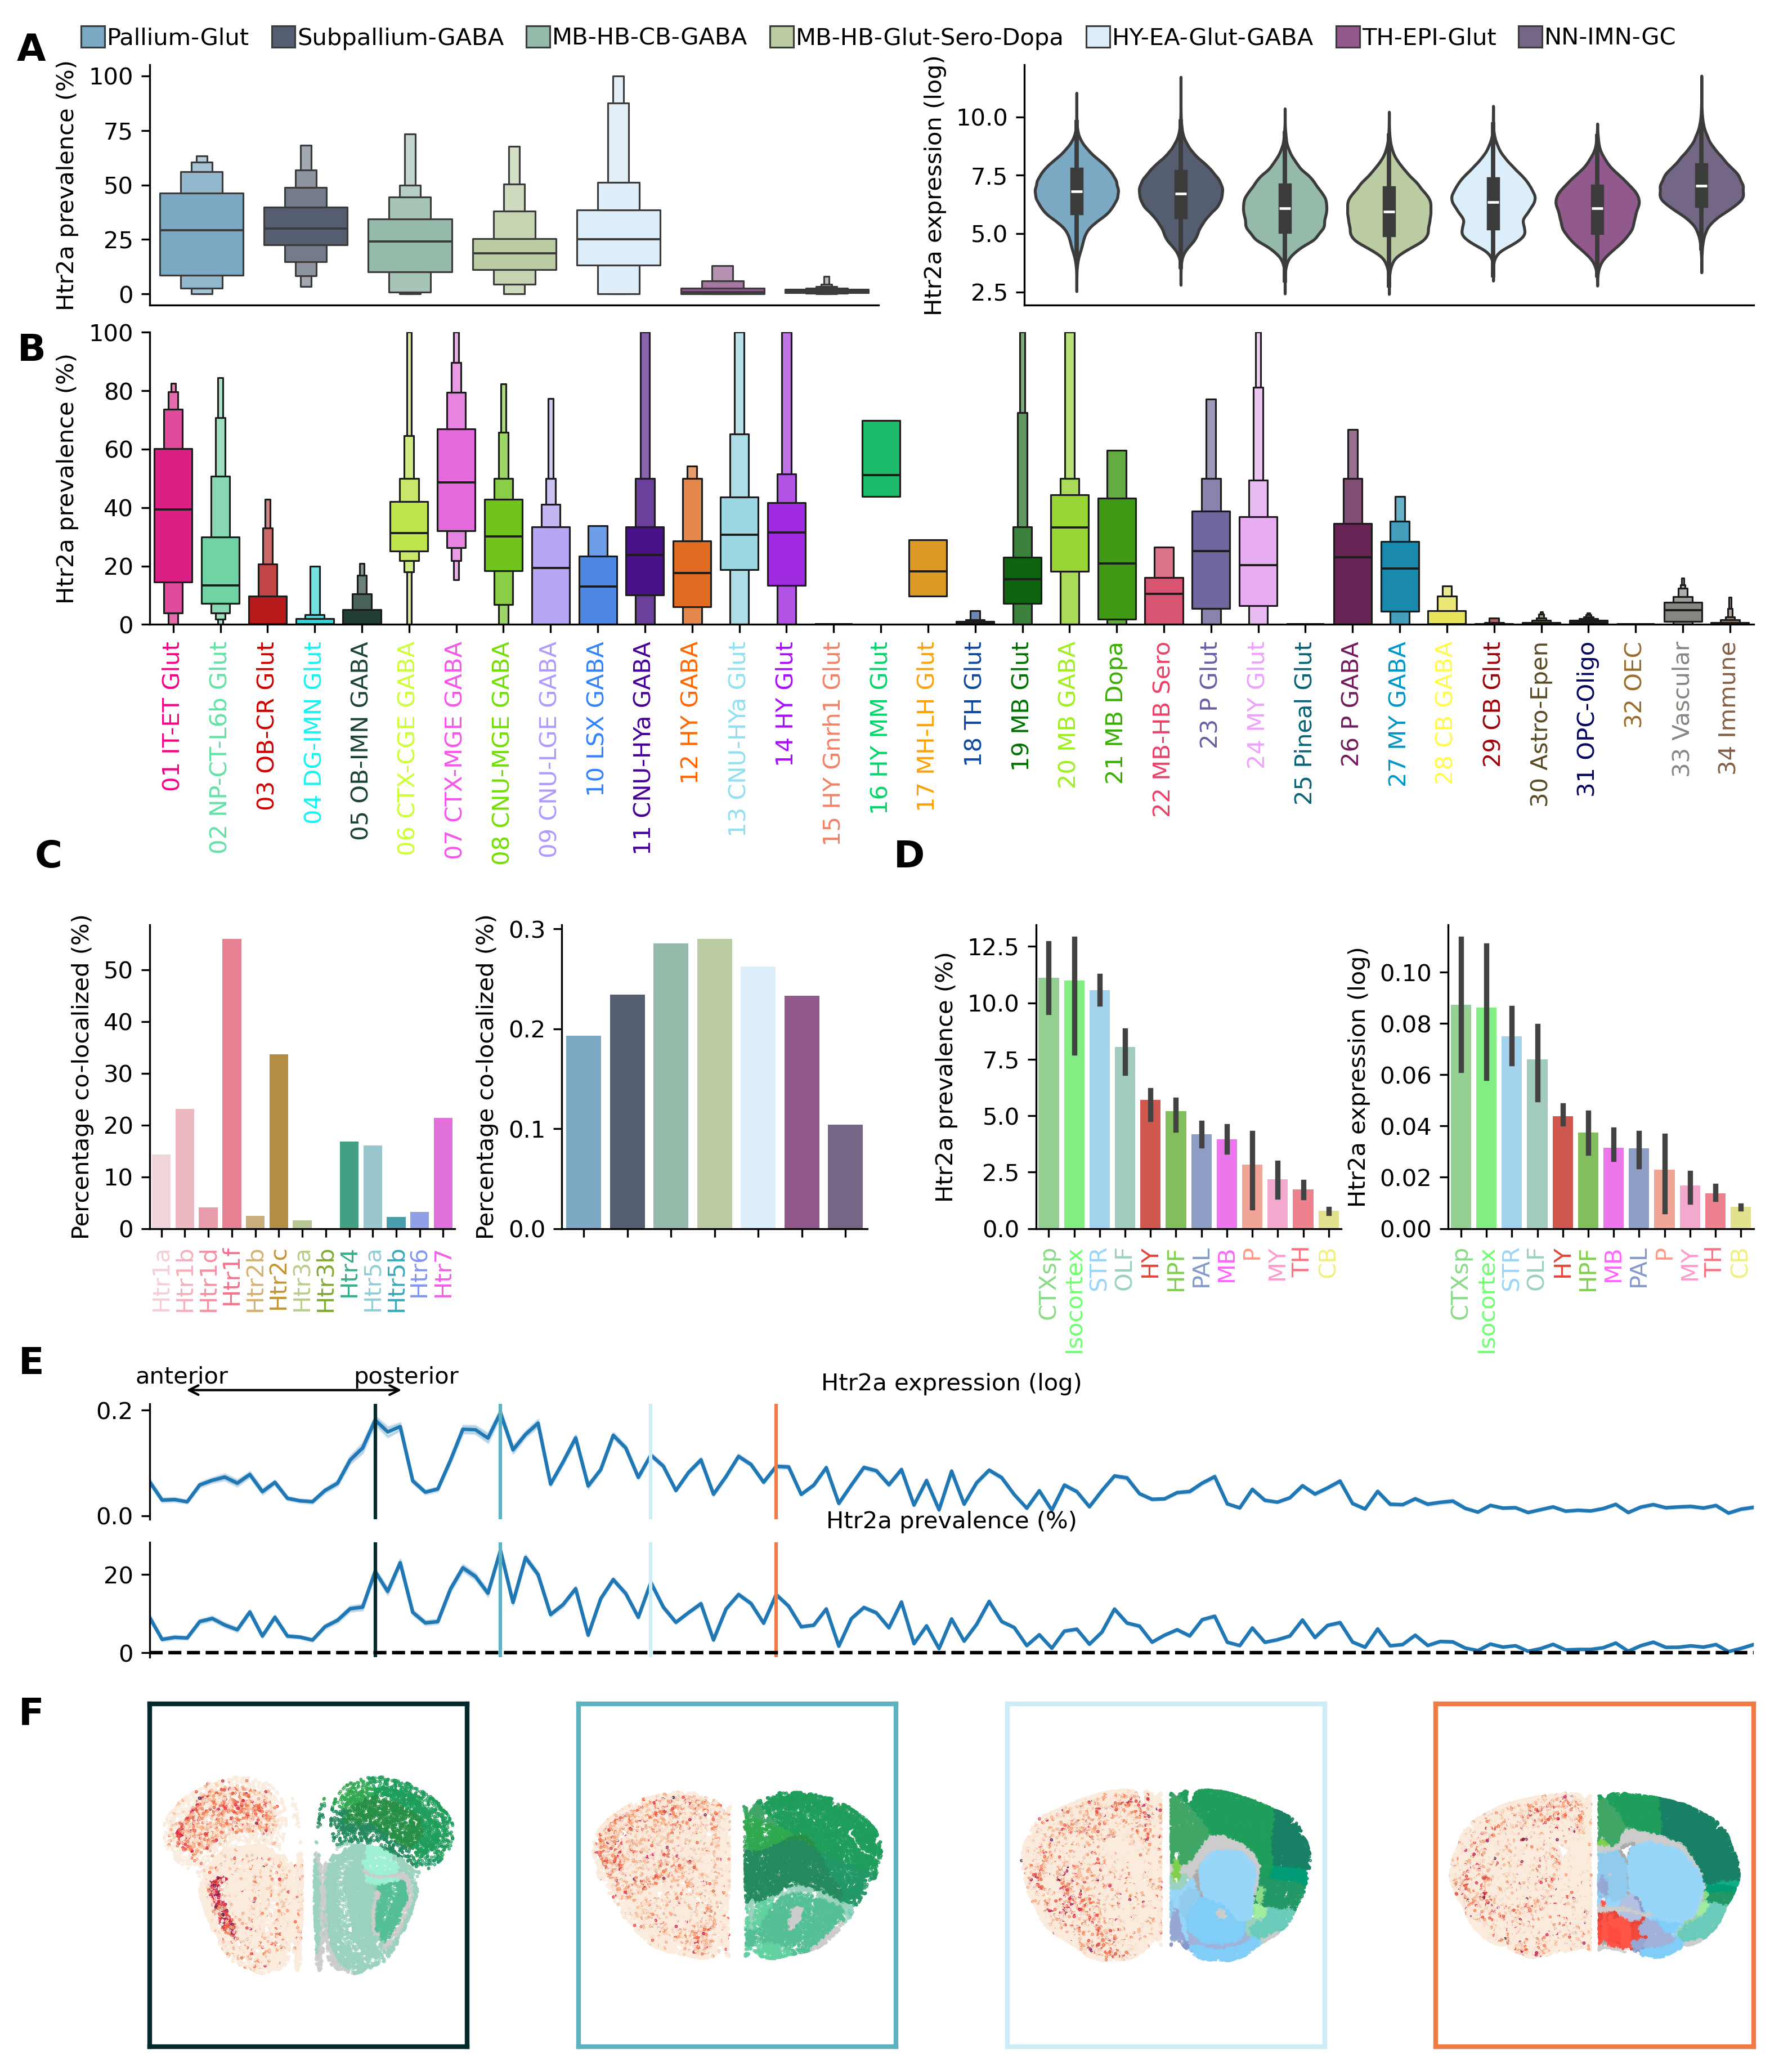 A
Pallium-Glut Subpallium-GABA MB-HB-CB-GABA MB-HB-Glut-Sero-Dopa HY-EA-Glut-GABA TH-EPI-Glut NN-IMN-GC
Htr2a prevalence (%)
100
75
50
25
0
Htr2a expression (log)
10.0
7.5
5.0
2.5
B
Htr2a prevalence (%)
100
80
60
40
20
0
01 IT-ET Glut
02 NP-CT-L6b Glut
03 OB-CR Glut
04 DG-IMN Glut
05 OB-IMN GABA
06 CTX-CGE GABA
07 CTX-MGE GABA
08 CNU-MGE GABA
09 CNU-LGE GABA
10 LSX GABA
11 CNU-HYa GABA
12 HY GABA
13 CNU-HYa Glut
14 HY Glut
15 HY Gnrh1 Glut
16 HY MM Glut
17 MH-LH Glut
18 TH Glut
19 MB Glut
20 MB GABA
21 MB Dopa
22 MB-HB Sero
23 P Glut
24 MY Glut
25 Pineal Glut
26 P GABA
27 MY GABA
28 CB GABA
29 CB Glut
30 Astro-Epen
31 OPC-Oligo
32 OEC
33 Vascular
34 Immune
C
Percentage co-localized (%)
50
40
30
20
10
0
Htr1a
Htr1b
Htr1d
Htr1f
Htr2b
Htr2c
Htr3a
Htr3b
Htr4
Htr5a
Htr5b
Htr6
Htr7
Percentage co-localized (%)
0.3
0.2
0.1
0.0
D
Htr2a prevalence (%)
12.5
10.0
7.5
5.0
2.5
0.0
CTXsp
Isocortex
STR
OLF
HY
HPF
PAL
MB
P
MY
TH
CB
Htr2a expression (log)
0.10
0.08
0.06
0.04
0.02
0.00
CTXsp
Isocortex
STR
OLF
HY
HPF
MB
PAL
P
MY
TH
CB
E
anterior posterior
Htr2a expression (log)
0.2
0.0
Htr2a prevalence (%)
20
0
F